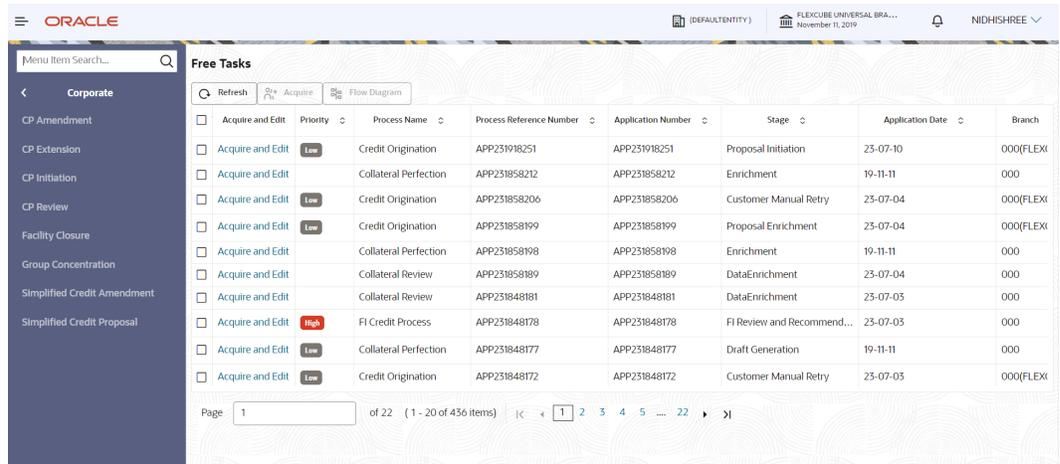 ORACLE
(DEFAULTENTITY )
FLEXCUBE UNIVERSAL BRA...
November 11, 2019
NIDHISHREE
Menu Item Search...
Corporate
CP Amendment
CP Extension
CP Initiation
CP Review
Facility Closure
Group Concentration
Simplified Credit Amendment
Simplified Credit Proposal
Free Tasks
Refresh Acquire Flow Diagram
Acquire and Edit Priority Process Name Process Reference Number Application Number Stage Application Date Branch
Acquire and Edit Low Credit Origination APP231918251 APP231918251 Proposal Initiation 23-07-10 000(FLEX(
Acquire and Edit Collateral Perfection APP231858212 APP231858212 Enrichment 19-11-11 000
Acquire and Edit Low Credit Origination APP231858206 APP231858206 Customer Manual Retry 23-07-04 000(FLEX(
Acquire and Edit Low Credit Origination APP231858199 APP231858199 Proposal Enrichment 23-07-04 000(FLEX(
Acquire and Edit Collateral Perfection APP231858198 APP231858198 Enrichment 19-11-11 000
Acquire and Edit Collateral Review APP231858189 APP231858189 DataEnrichment 23-07-04 000
Acquire and Edit Collateral Review APP231848181 APP231848181 DataEnrichment 23-07-03 000
Acquire and Edit High FI Credit Process APP231848178 APP231848178 FI Review and Recommend... 23-07-03 000
Acquire and Edit Low Collateral Perfection APP231848177 APP231848177 Draft Generation 19-11-11 000
Acquire and Edit Low Credit Origination APP231848172 APP231848172 Customer Manual Retry 23-07-03 000(FLEX(
Page 1 of 22 ( 1 - 20 of 436 items) 1 2 3 4 5 .... 22